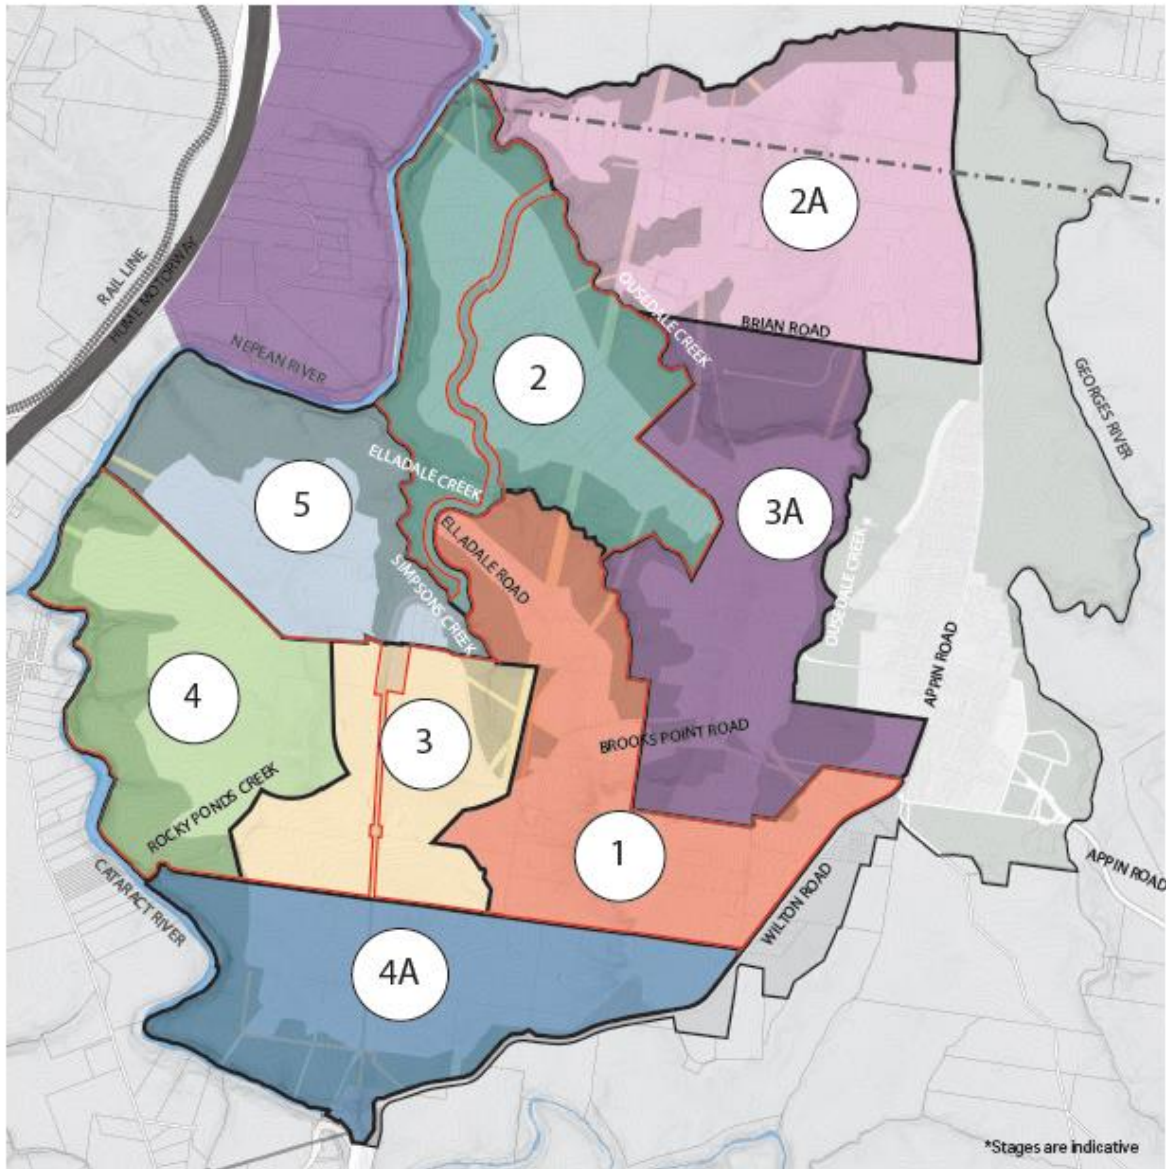 2A
RAIL LINE
HUME MOTORWAY
OUSEDALE CREEK
BRIAN ROAD
NEPEAN RIVER
2
GEORGES RIVER
ELLADALE CREEK
5
3A
ELLADALE ROAD
OUSEDALE CREEK*
SIMPSONS CREEK
APPIN ROAD
4
3
BROOKS POINT ROAD
ROCKY PONDS CREEK
1
APPIN ROAD
CATARACT RIVER
WILTON ROAD
4A
*Stages are indicative